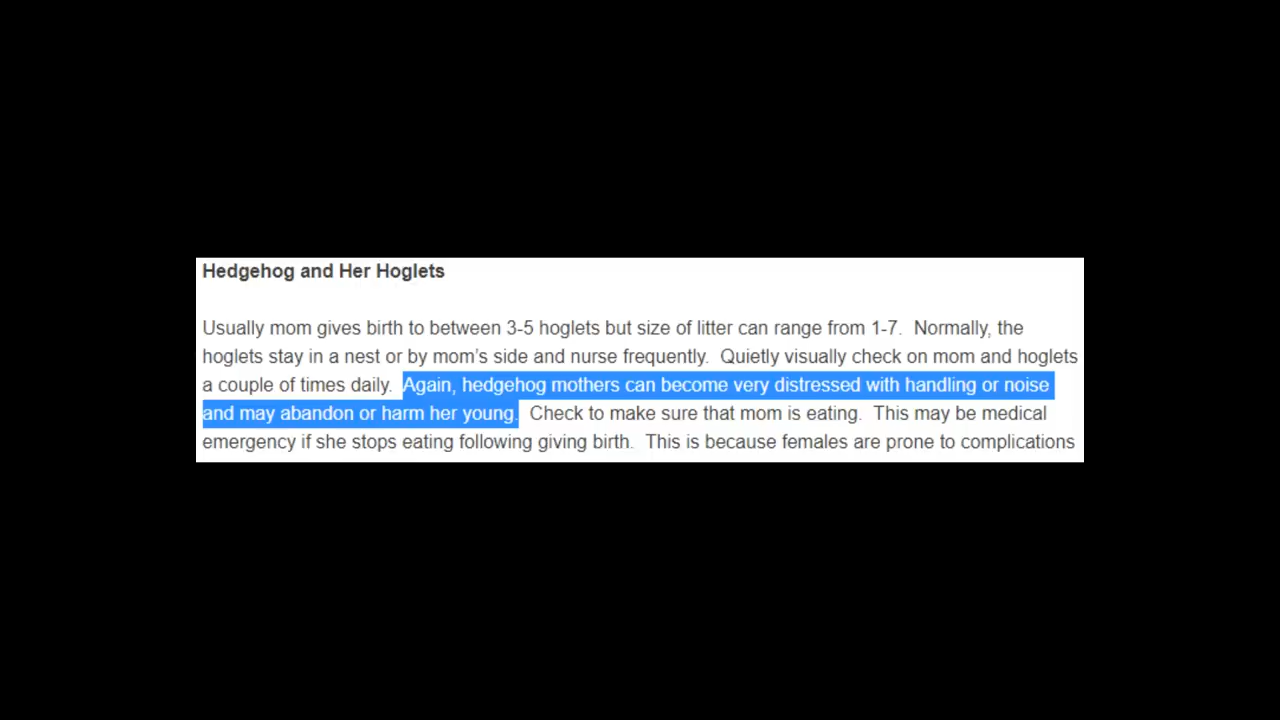 Hedgehog and Her Hoglets
Usually mom gives birth to between 3-5 hoglets but size of litter can range from 1-7.  Normally, the
hoglets stay in a nest or by mom’s side and nurse frequently.  Quietly visually check on mom and hoglets
a couple of times daily.  Again, hedgehog mothers can become very distressed with handling or noise
and may abandon or harm her young.  Check to make sure that mom is eating.  This may be medical
emergency if she stops eating following giving birth.  This is because females are prone to complications